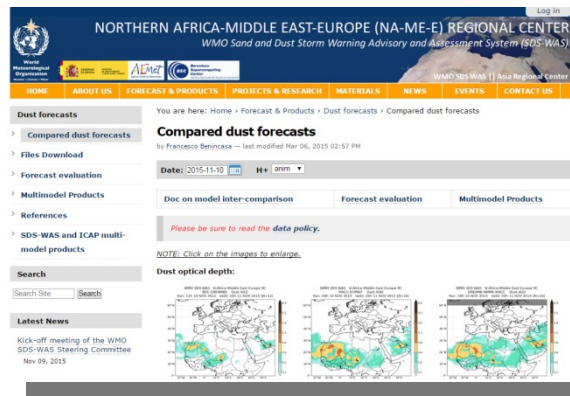 Log in
NORTHERN AFRICA-MIDDLE EAST-EUROPE (NA-ME-E) REGIONAL CENTER
WMO Sand and Dust Storm Warning Advisory and Assessment System (SDS-WAS)
World
Meteorological
Organization
AEMet
Barcelona
Supercomputing
Center
WMO SDS-WAS || Asia Regional Center
HOME ABOUT US FORECAST & PRODUCTS PROJECTS & RESEARCH MATERIALS NEWS EVENTS CONTACT US
Dust forecasts
Compared dust forecasts
Files Download
Forecast evaluation
Multimodel Products
References
SDS-WAS and ICAP multi-
model products
Search
Search Site Search
Latest News
Kick-off meeting of the WMO
SDS-WAS Steering Committee
Nov 09, 2015
You are here: Home › Forecast & Products › Dust forecasts › Compared dust forecasts
Compared dust forecasts
by Francesco Benincasa — last modified Mar 06, 2015 02:57 PM
Date: 2015-11-10 H+ anim
Doc on model inter-comparison Forecast evaluation Multimodel Products
Please be sure to read the data policy.
NOTE: Click on the images to enlarge.
Dust optical depth: